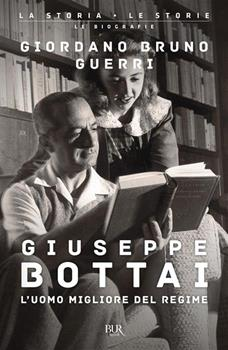 LA STORIA • LE STORIE
LE BIOGRAFIE
GIORDANO BRUNO
GUERRI
GIUSEPPE
BOTTAI
L'UOMO MIGLIORE DEL REGIME
BUR